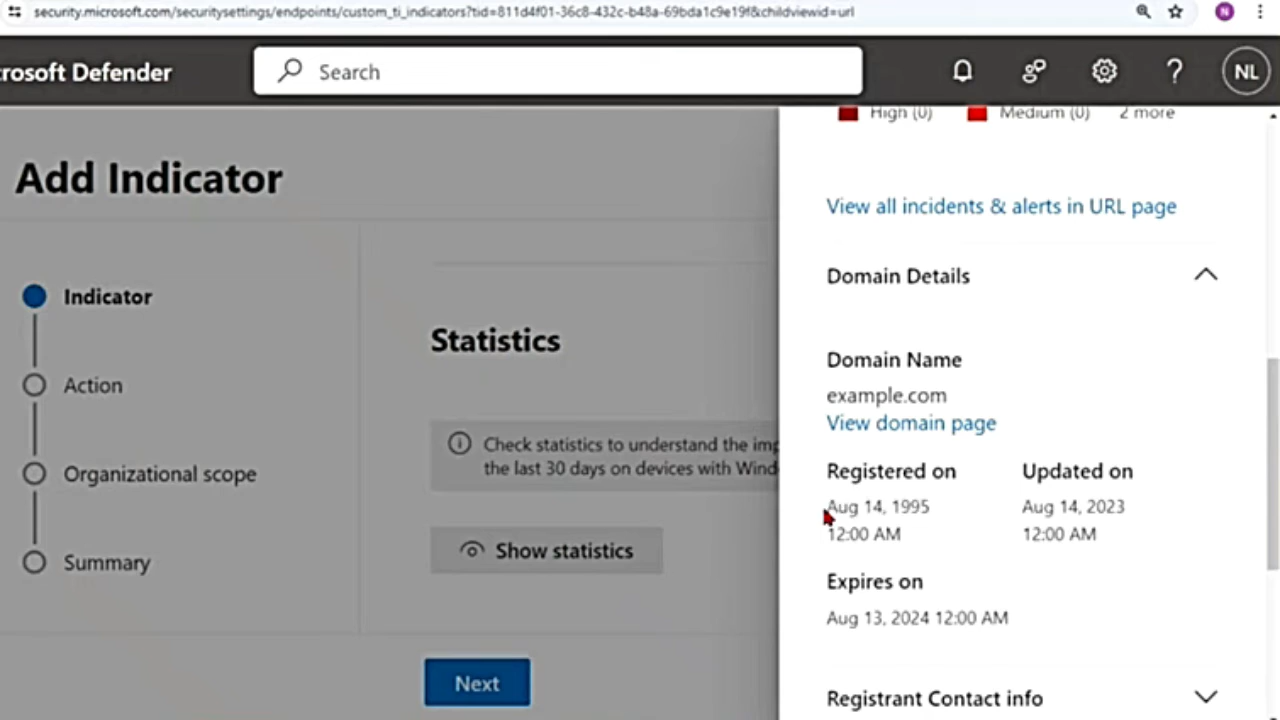 security.microsoft.com/securitysettings/endpoints/custom_ti_indicators?tid=811d4f01-36c8-432c-b48a-69bda1c9e19f&childviewid=url
N
crosoft Defender
Search
NL
High (0) Medium (0) 2 more
Add Indicator
View all incidents & alerts in URL page
Domain Details
Indicator
Action
Organizational scope
Summary
Statistics
Check statistics to understand the imp
the last 30 days on devices with Wind
Show statistics
Next
Domain Name
example.com
View domain page
Registered on Updated on
Aug 14, 1995 Aug 14, 2023
12:00 AM 12:00 AM
Expires on
Aug 13, 2024 12:00 AM
Registrant Contact info